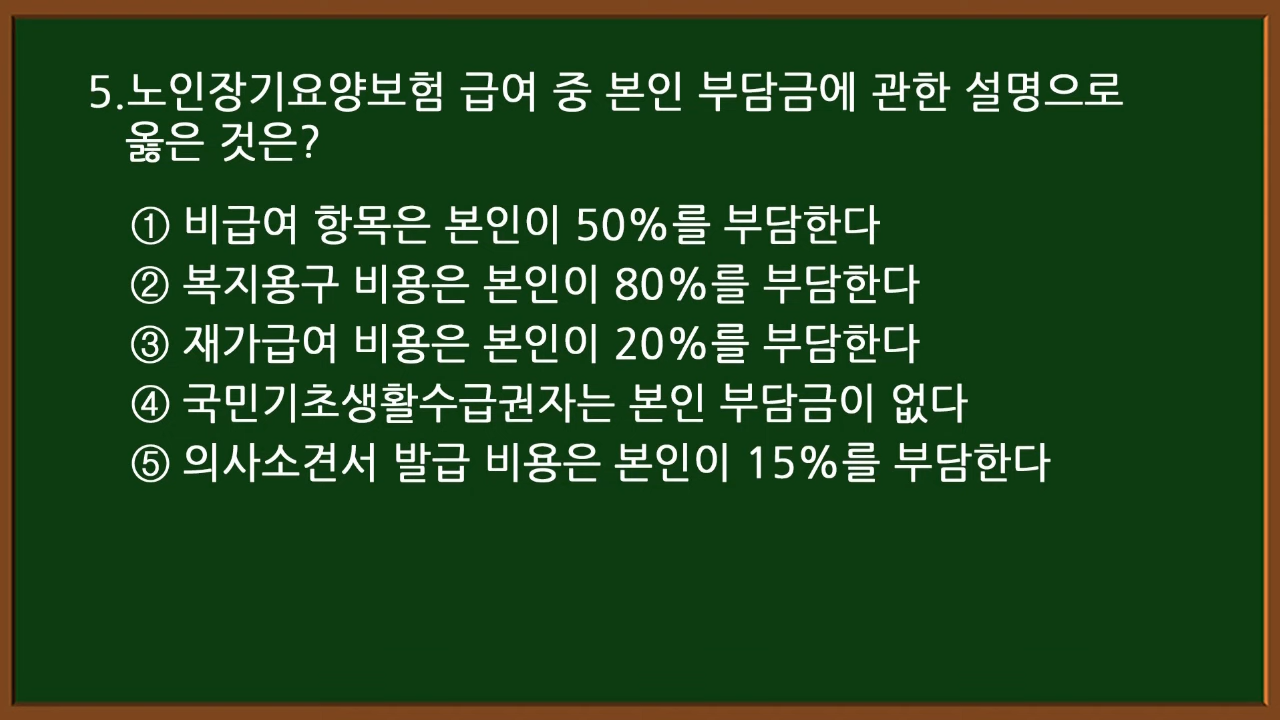 5.노인장기요양보험 급여 중 본인 부담금에 관한 설명으로
옳은 것은?
① 비급여 항목은 본인이 50%를 부담한다
② 복지용구 비용은 본인이 80%를 부담한다
③ 재가급여 비용은 본인이 20%를 부담한다
④ 국민기초생활수급권자는 본인 부담금이 없다
⑤ 의사소견서 발급 비용은 본인이 15%를 부담한다